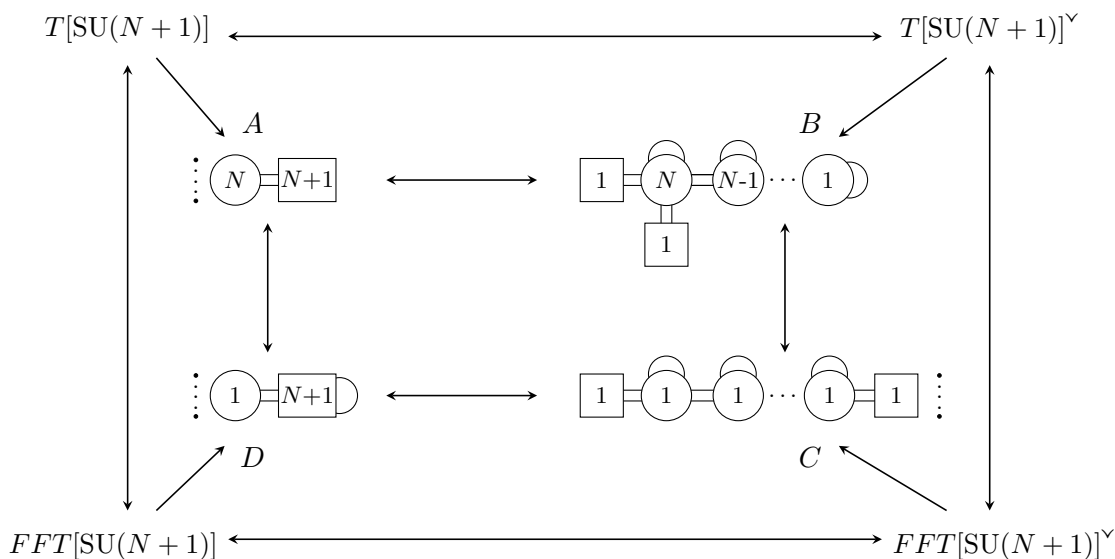 T[SU(N + 1)] T[SU(N + 1)]ˇ
A B
N N+1 1 N N-1 ··· 1
1
1 N+1 1 1 1 ··· 1 1
D C
FFT[SU(N + 1)] FFT[SU(N + 1)]ˇ